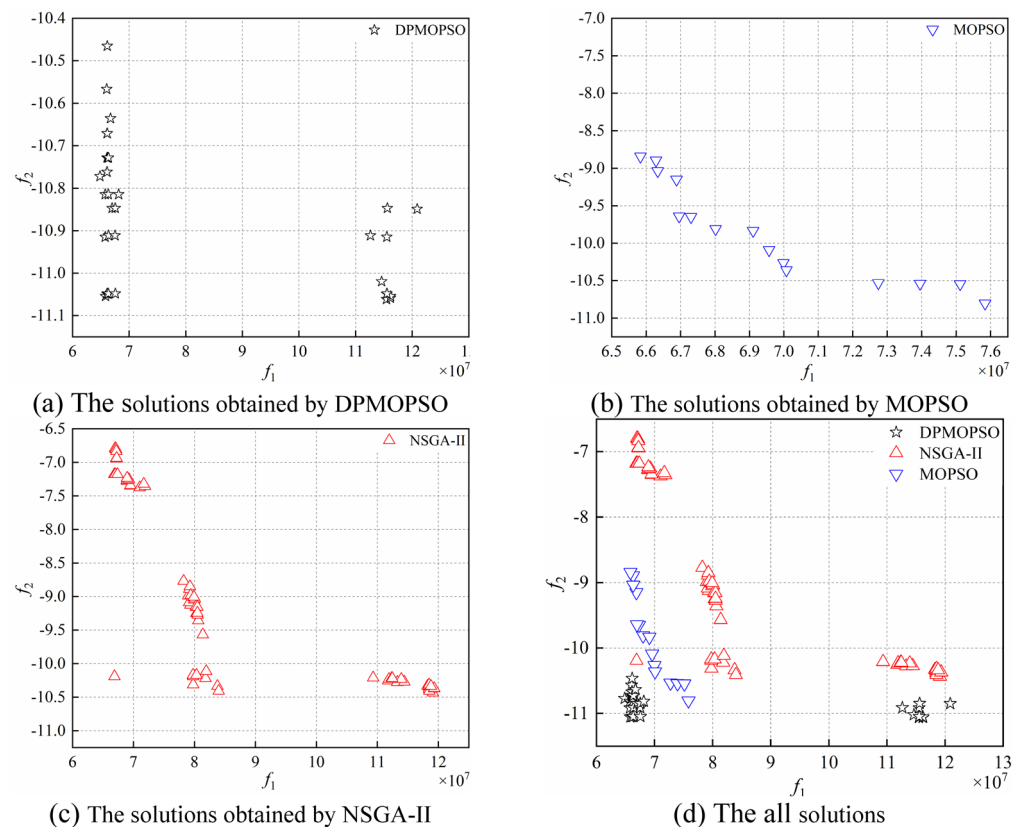 -10.4
-10.5
-10.6
-10.7
-10.8
-10.9
-11.0
-11.1
f2
DPMOPSO
6 7 8 9 10 11 12 13
f1
×10^7
(a) The solutions obtained by DPMOPSO
-7.0
-7.5
-8.0
-8.5
-9.0
-9.5
-10.0
-10.5
-11.0
f2
MOPSO
6.5 6.6 6.7 6.8 6.9 7.0 7.1 7.2 7.3 7.4 7.5 7.6
f1
×10^7
(b) The solutions obtained by MOPSO
-6.5
-7.0
-7.5
-8.0
-8.5
-9.0
-9.5
-10.0
-10.5
-11.0
f2
NSGA-II
6 7 8 9 10 11 12 13
f1
×10^7
(c) The solutions obtained by NSGA-II
-7
-8
-9
-10
-11
f2
DPMOPSO
NSGA-II
MOPSO
6 7 8 9 10 11 12 13
f1
×10^7
(d) The all solutions